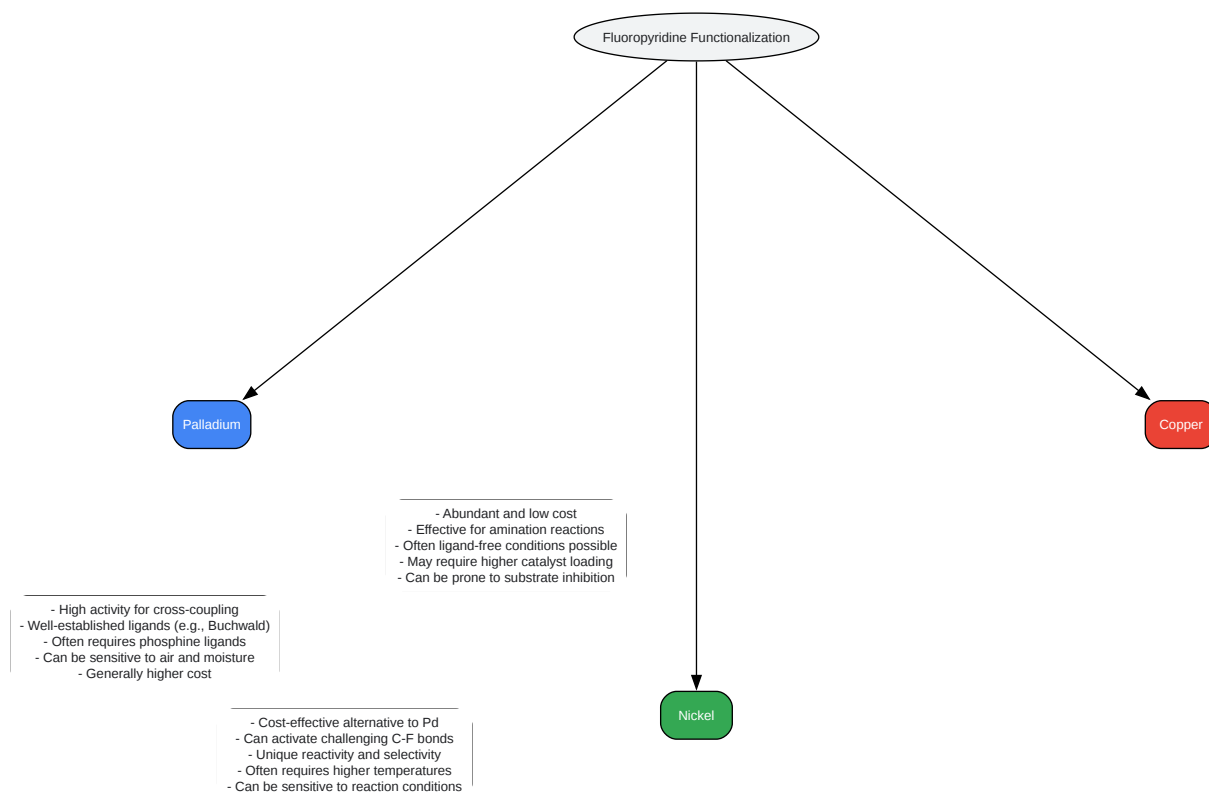 Fluoropyridine Functionalization
Palladium
Copper
- Abundant and low cost
- Effective for amination reactions
- Often ligand-free conditions possible
- May require higher catalyst loading
- Can be prone to substrate inhibition
- High activity for cross-coupling
- Well-established ligands (e.g., Buchwald)
- Often requires phosphine ligands
- Can be sensitive to air and moisture
- Generally higher cost
Nickel
- Cost-effective alternative to Pd
- Can activate challenging C-F bonds
- Unique reactivity and selectivity
- Often requires higher temperatures
- Can be sensitive to reaction conditions